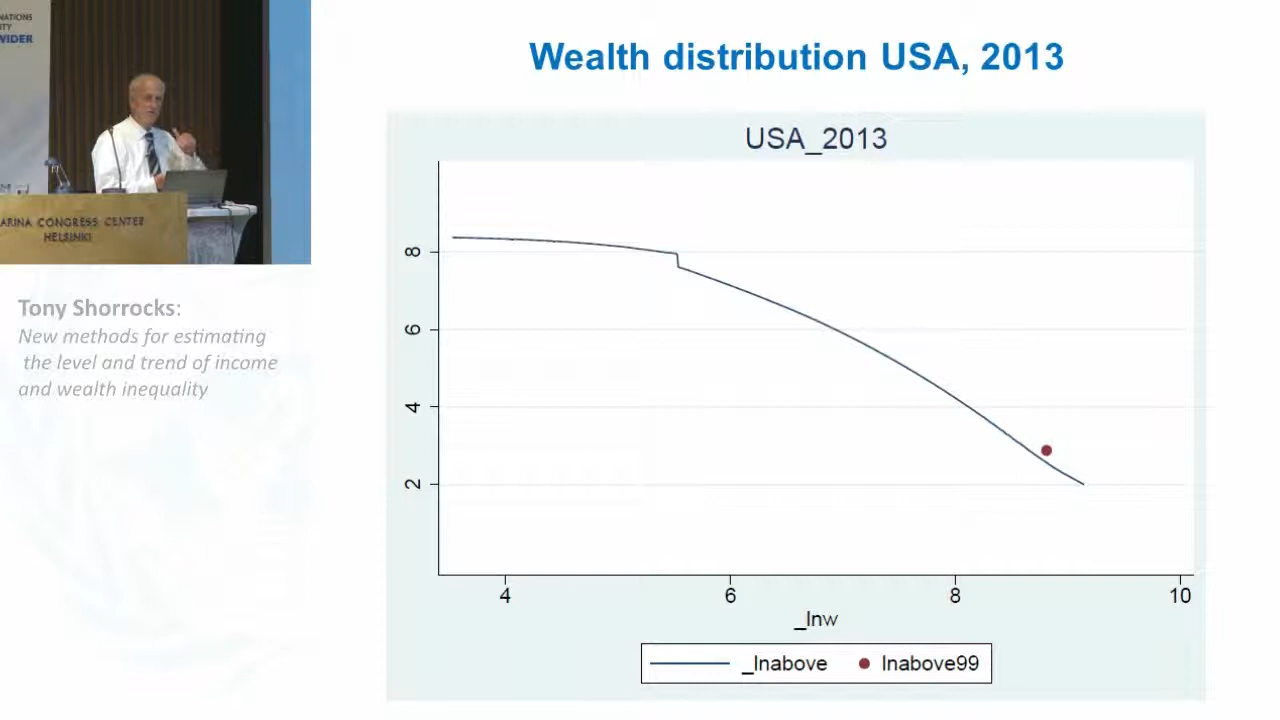 NATIONS
ITY
WIDER
ARINA CONGRESS CENTER
HELSINKI
Tony Shorrocks:
New methods for estimating
the level and trend of income
and wealth inequality
Wealth distribution USA, 2013
USA_2013
8
6
4
2
4 6 8 10
_lnw
_lnabove lnabove99